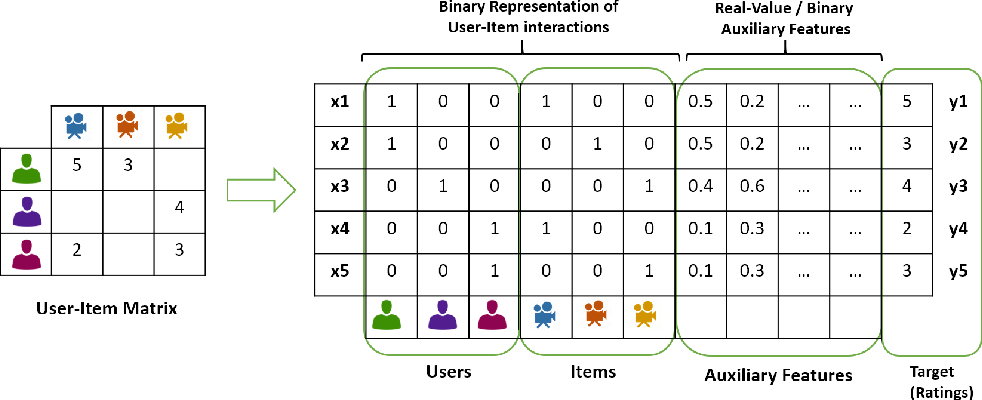 Binary Representation of
User-Item interactions
Real-Value / Binary
Auxiliary Features
5 3
4
2 3
User-Item Matrix
x1 1 0 0 1 0 0 0.5 0.2 ... ... 5 y1
x2 1 0 0 0 1 0 0.5 0.2 ... ... 3 y2
x3 0 1 0 0 0 1 0.4 0.6 ... ... 4 y3
x4 0 0 1 1 0 0 0.1 0.3 ... ... 2 y4
x5 0 0 1 0 0 1 0.1 0.3 ... ... 3 y5
Users
Items
Auxiliary Features
Target
(Ratings)